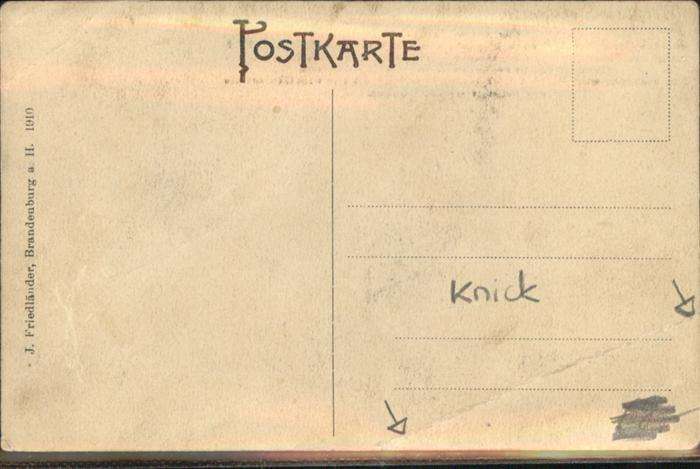 POSTKARTE
J. Friedländer, Brandenburg a. H. 1910
Knick